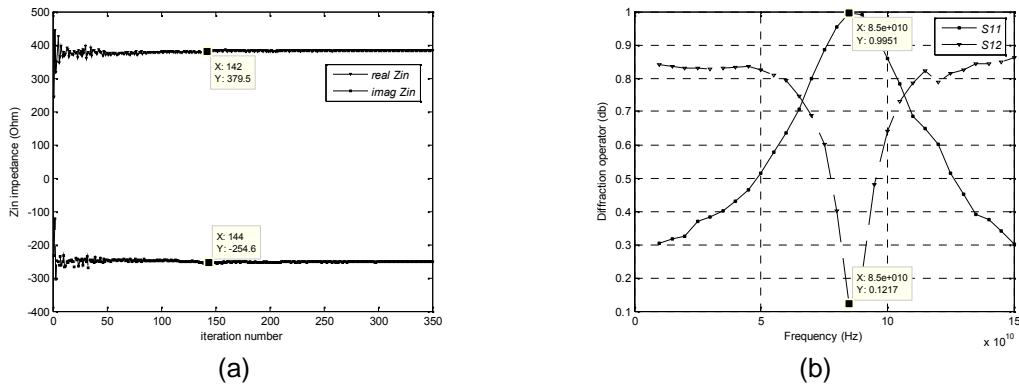 500
400
300
200
100
0
-100
-200
-300
-400
Zin impedance (Ohm)
X: 142
Y: 379.5
real Zin
imag Zin
X: 144
Y: -254.6
0 50 100 150 200 250 300 350
iteration number
(a)
1
0.9
0.8
0.7
0.6
0.5
0.4
0.3
0.2
0.1
Diffraction operator (db)
X: 8.5e+010
Y: 0.9951
S11
S12
X: 8.5e+010
Y: 0.1217
0 5 10 15
Frequency (Hz)
x 10^10
(b)